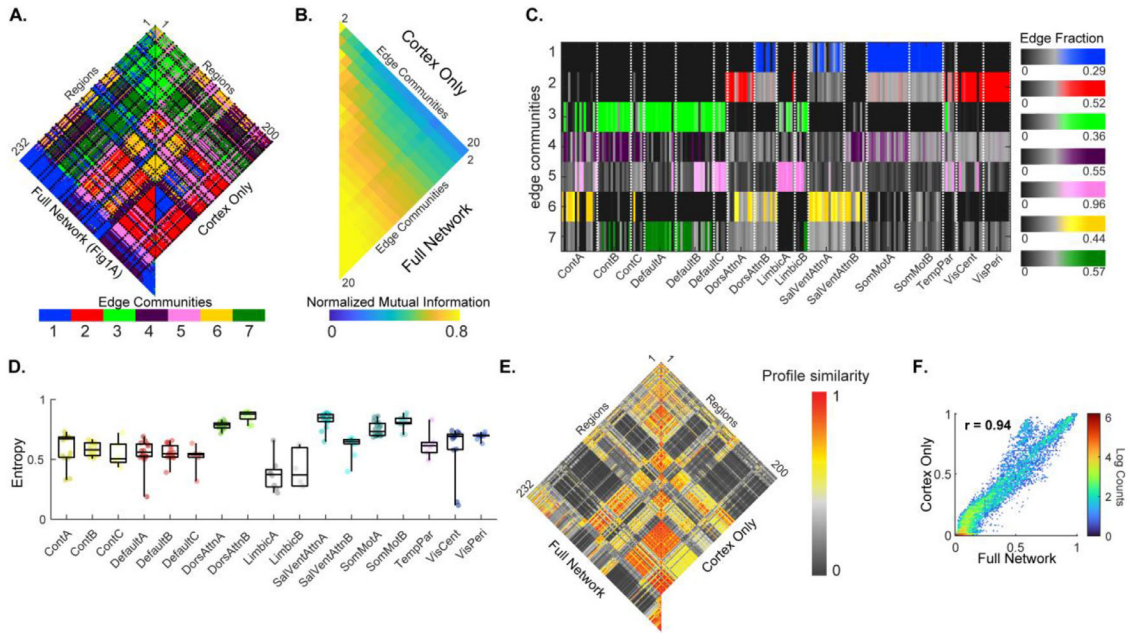 A.
1 1
Regions
Regions
232
200
Full Network (Fig1A)
Cortex Only
Edge Communities
1 2 3 4 5 6 7
B.
2
Cortex Only
Edge Communities
20
2
Edge Communities
Full Network
20
Normalized Mutual Information
0 0.8
C.
edge communities
1
2
3
4
5
6
7
ContA ContB ContC DefaultA DefaultB DefaultC DorsAttnA DorsAttnB LimbicA LimbicB SalVentAttnA SalVentAttnB SomMotA SomMotB TempPar VisCent VisPeri
Edge Fraction
0 0.29
0 0.52
0 0.36
0 0.55
0 0.96
0 0.44
0 0.57
D.
Entropy
1
0.5
0
ContA ContB ContC DefaultA DefaultB DefaultC DorsAttnA DorsAttnB LimbicA LimbicB SalVentAttnA SalVentAttnB SomMotA SomMotB TempPar VisCent VisPeri
E.
1 1
Regions
Regions
232
200
Full Network
Cortex Only
Profile similarity
1
0
F.
r = 0.94
Cortex Only
1
0.5
0
0 0.5 1
Full Network
6
4
2
0
Log Counts